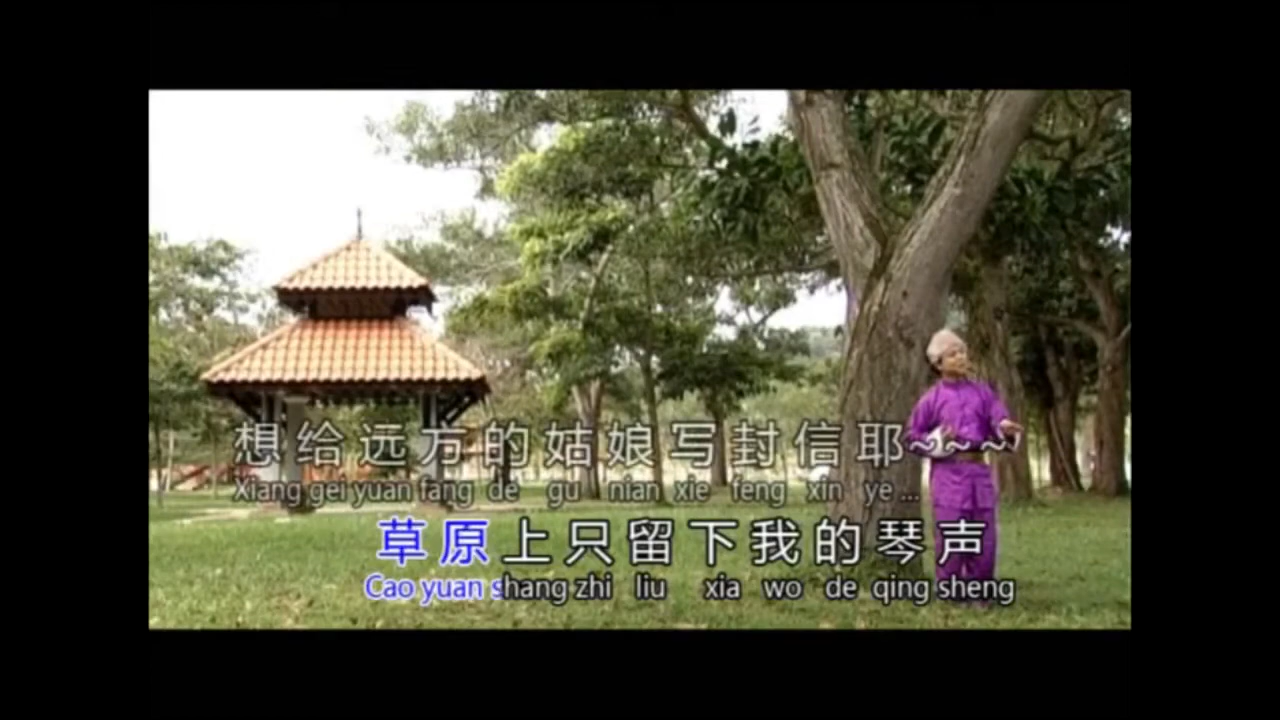 想给远方的姑娘写封信耶~~~
Xiang gei yuan fang de gu nian xie feng xin ye ...
草原上只留下我的琴声
Cao yuan shang zhi liu xia wo de qing sheng